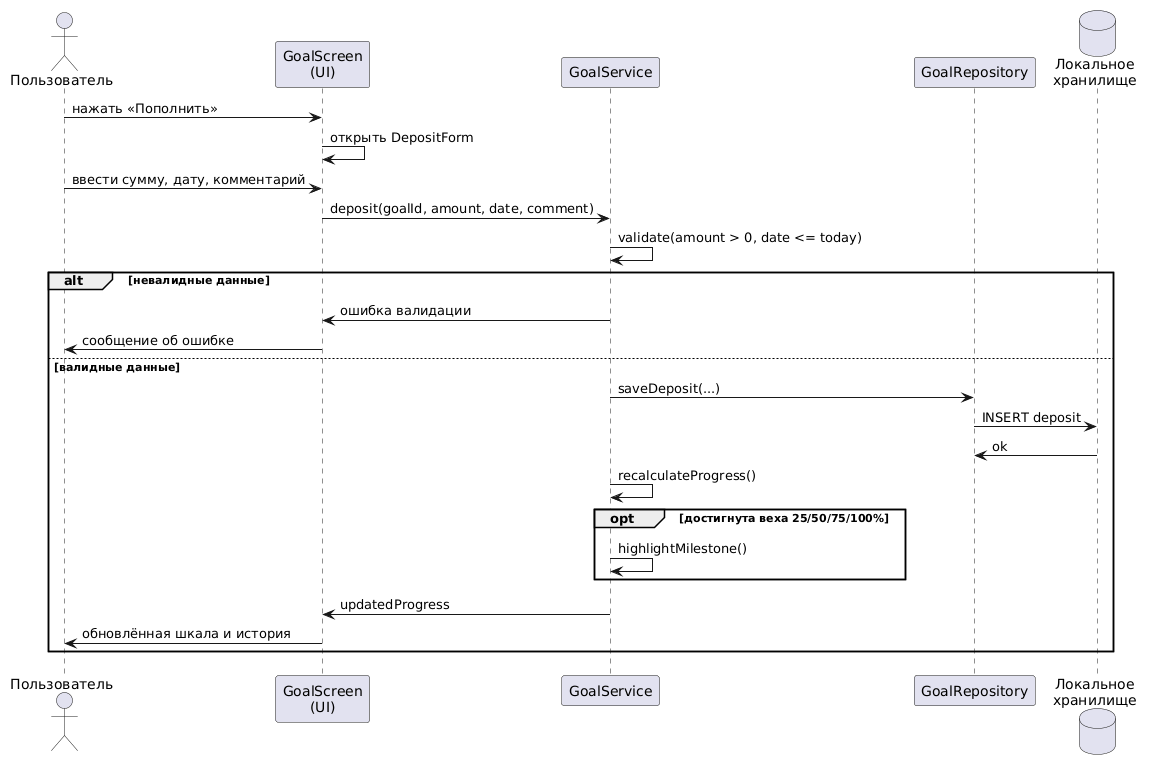 Пользователь
GoalScreen
(UI)
GoalService
GoalRepository
Локальное
хранилище
нажать «Пополнить»
открыть DepositForm
ввести сумму, дату, комментарий
deposit(goalId, amount, date, comment)
validate(amount > 0, date <= today)
alt [невалидные данные]
ошибка валидации
сообщение об ошибке
[валидные данные]
saveDeposit(...)
INSERT deposit
ok
recalculateProgress()
opt [достигнута веха 25/50/75/100%]
highlightMilestone()
updatedProgress
обновлённая шкала и история
Пользователь
GoalScreen
(UI)
GoalService
GoalRepository
Локальное
хранилище